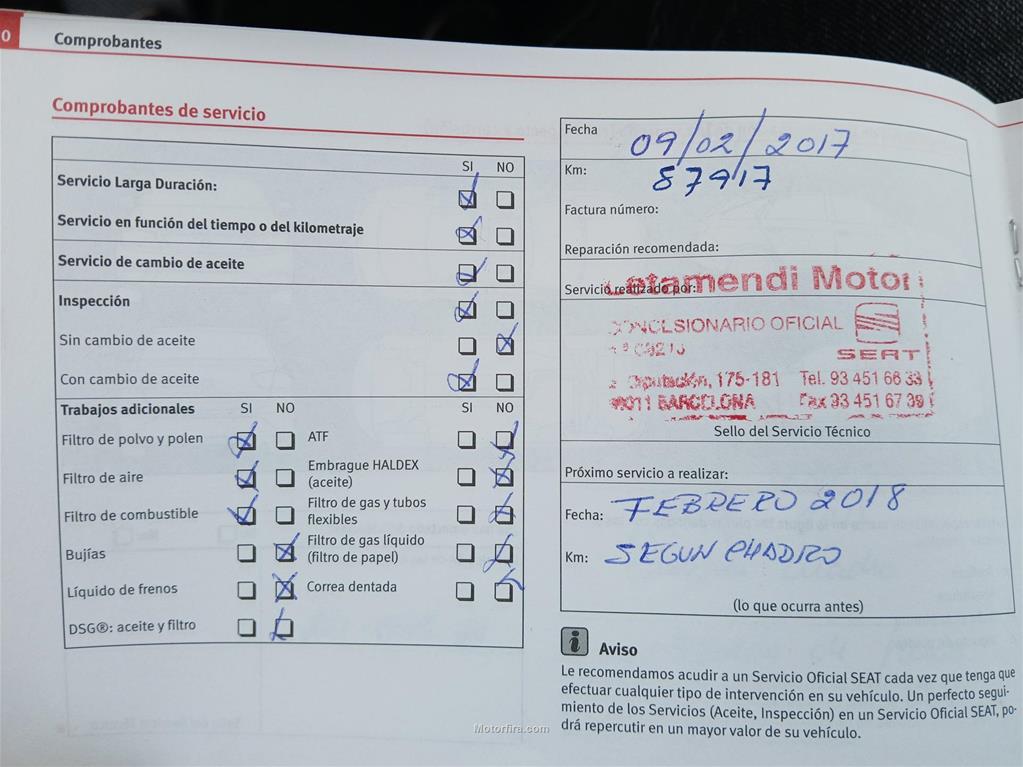 0
Comprobantes
Comprobantes de servicio
SI NO
Servicio Larga Duración:
Servicio en función del tiempo o del kilometraje
Servicio de cambio de aceite
Inspección
Sin cambio de aceite
Con cambio de aceite
Trabajos adicionales SI NO SI NO
Filtro de polvo y polen
ATF
Filtro de aire
Embrague HALDEX
(aceite)
Filtro de combustible
Filtro de gas y tubos
flexibles
Bujías
Filtro de gas líquido
(filtro de papel)
Líquido de frenos
Correa dentada
DSG®: aceite y filtro
Fecha 09/02/2017
Km: 87917
Factura número:
Reparación recomendada:
Servicio realizado por:
Letamendi Motor
CONCESIONARIO OFICIAL
SEAT
Diputación, 175-181 Tel. 93 451 66 33
BARCELONA Fax 93 451 67 39
Sello del Servicio Técnico
Próximo servicio a realizar:
Fecha: FEBRERO 2018
Km: SEGUN CUADRO
(lo que ocurra antes)
i Aviso
Le recomendamos acudir a un Servicio Oficial SEAT cada vez que tenga que
efectuar cualquier tipo de intervención en su vehículo. Un perfecto segui-
miento de los Servicios (Aceite, Inspección) en un Servicio Oficial SEAT, po-
drá repercutir en un mayor valor de su vehículo.
Motorfira.com